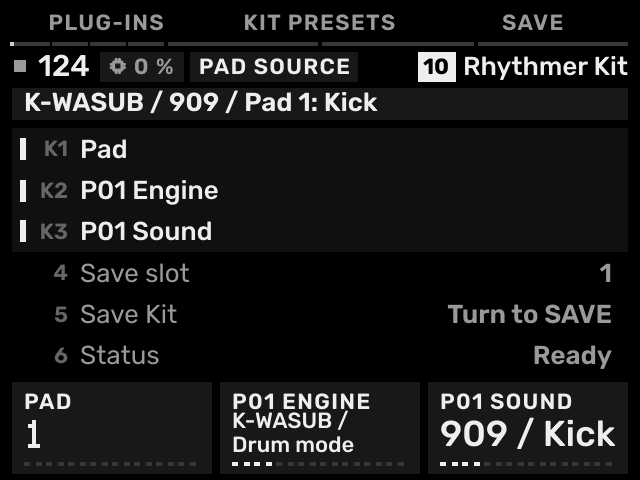 PLUG-INS KIT PRESETS SAVE
124 0 % PAD SOURCE 10 Rhythmer Kit
K-WASUB / 909 / Pad 1: Kick
K1 Pad
K2 P01 Engine
K3 P01 Sound
4 Save slot 1
5 Save Kit Turn to SAVE
6 Status Ready
PAD
1
P01 ENGINE
K-WASUB /
Drum mode
P01 SOUND
909 / Kick